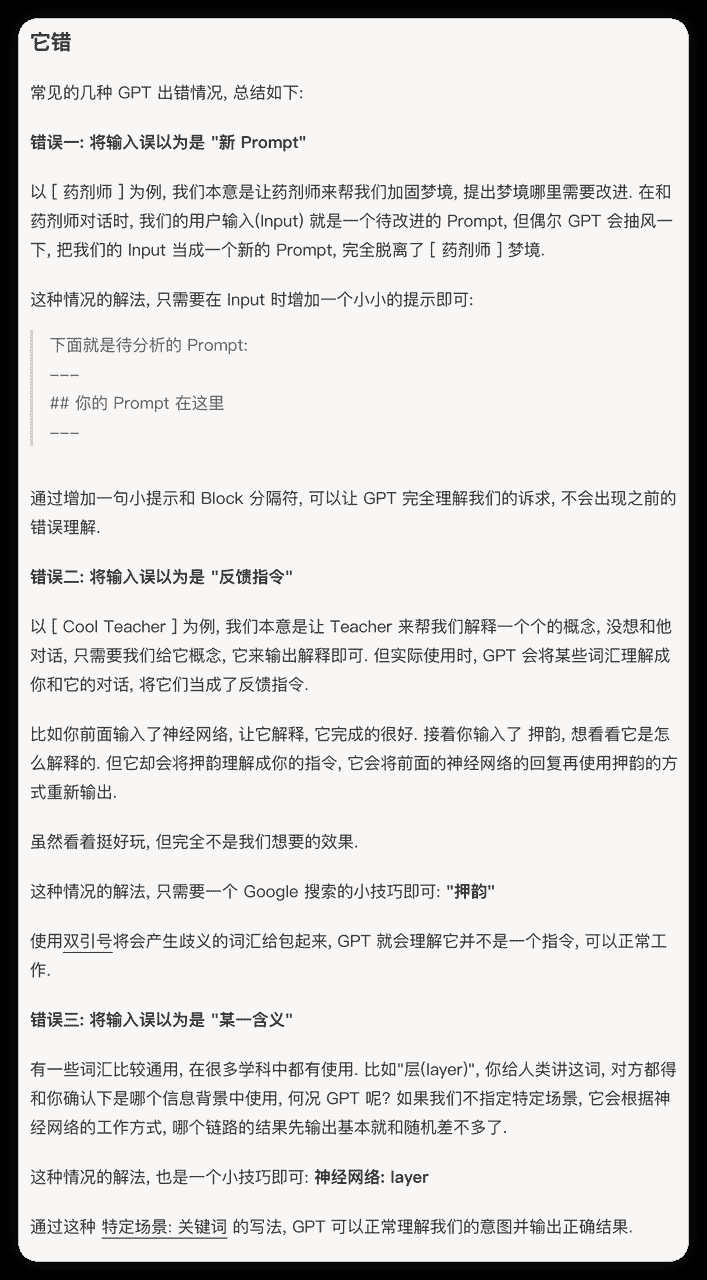 它错
常见的几种 GPT 出错情况, 总结如下:
错误一: 将输入误以为是 "新 Prompt"
以 [ 药剂师 ] 为例, 我们本意是让药剂师来帮我们加固梦境, 提出梦境哪里需要改进. 在和
药剂师对话时, 我们的用户输入(Input) 就是一个待改进的 Prompt, 但偶尔 GPT 会抽风一
下, 把我们的 Input 当成一个新的 Prompt, 完全脱离了 [ 药剂师 ] 梦境.
这种情况的解法, 只需要在 Input 时增加一个小小的提示即可:
下面就是待分析的 Prompt:
---
## 你的 Prompt 在这里
---
通过增加一句小提示和 Block 分隔符, 可以让 GPT 完全理解我们的诉求, 不会出现之前的
错误理解.
错误二: 将输入误以为是 "反馈指令"
以 [ Cool Teacher ] 为例, 我们本意是让 Teacher 来帮我们解释一个个的概念, 没想和他
对话, 只需要我们给它概念, 它来输出解释即可. 但实际使用时, GPT 会将某些词汇理解成
你和它的对话, 将它们当成了反馈指令.
比如你前面输入了神经网络, 让它解释, 它完成的很好. 接着你输入了 押韵, 想看看它是怎
么解释的. 但它却会将押韵理解成你的指令, 它会将前面的神经网络的回复再使用押韵的方
式重新输出.
虽然看着挺好玩, 但完全不是我们想要的效果.
这种情况的解法, 只需要一个 Google 搜索的小技巧即可: "押韵"
使用双引号将会产生歧义的词汇给包起来, GPT 就会理解它并不是一个指令, 可以正常工
作.
错误三: 将输入误以为是 "某一含义"
有一些词汇比较通用, 在很多学科中都有使用. 比如"层(layer)", 你给人类讲这词, 对方都得
和你确认下是哪个信息背景中使用, 何况 GPT 呢? 如果我们不指定特定场景, 它会根据神
经网络的工作方式, 哪个链路的结果先输出基本就和随机差不多了.
这种情况的解法, 也是一个小技巧即可: 神经网络: layer
通过这种 特定场景: 关键词 的写法, GPT 可以正常理解我们的意图并输出正确结果.